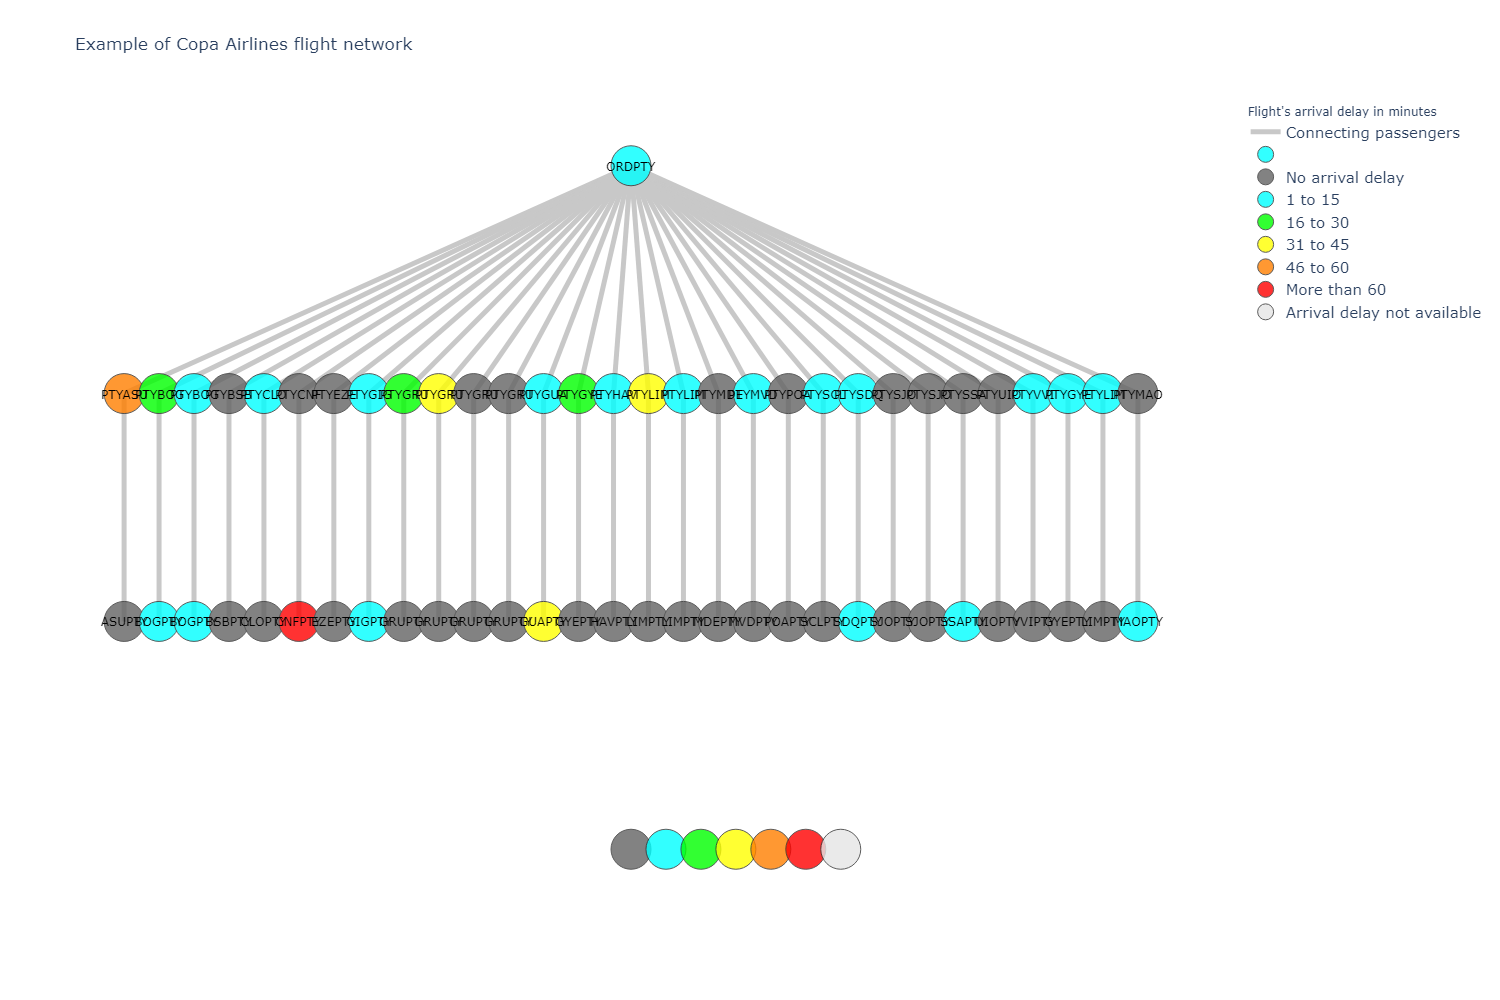 Example of Copa Airlines flight network
Flight's arrival delay in minutes
Connecting passengers
No arrival delay
1 to 15
16 to 30
31 to 45
46 to 60
More than 60
Arrival delay not available
ORDPTY
PTYASU PTYBOG PTYBOG PTYBSB PTYCLO PTYCNF PTYEZE PTYGIG PTYGRU PTYGRU PTYGRU PTYGRU PTYGUA PTYGYE PTYHAV PTYLIM PTYLIM PTYMDE PTYMVD PTYPOA PTYSCL PTYSDQ PTYSJO PTYSJO PTYSSA PTYUIO PTYVVI PTYGYE PTYLIM PTYMAO
ASUPTY BOGPTY BOGPTY BSBPTY CLOPTY CNFPTY EZEPTY GIGPTY GRUPTY GRUPTY GRUPTY GRUPTY GUAPTY GYEPTY HAVPTY LIMPTY LIMPTY MDEPTY MVDPTY POAPTY SCLPTY SDQPTY SJOPTY SJOPTY SSAPTY UIOPTY VVIPTY GYEPTY LIMPTY MAOPTY